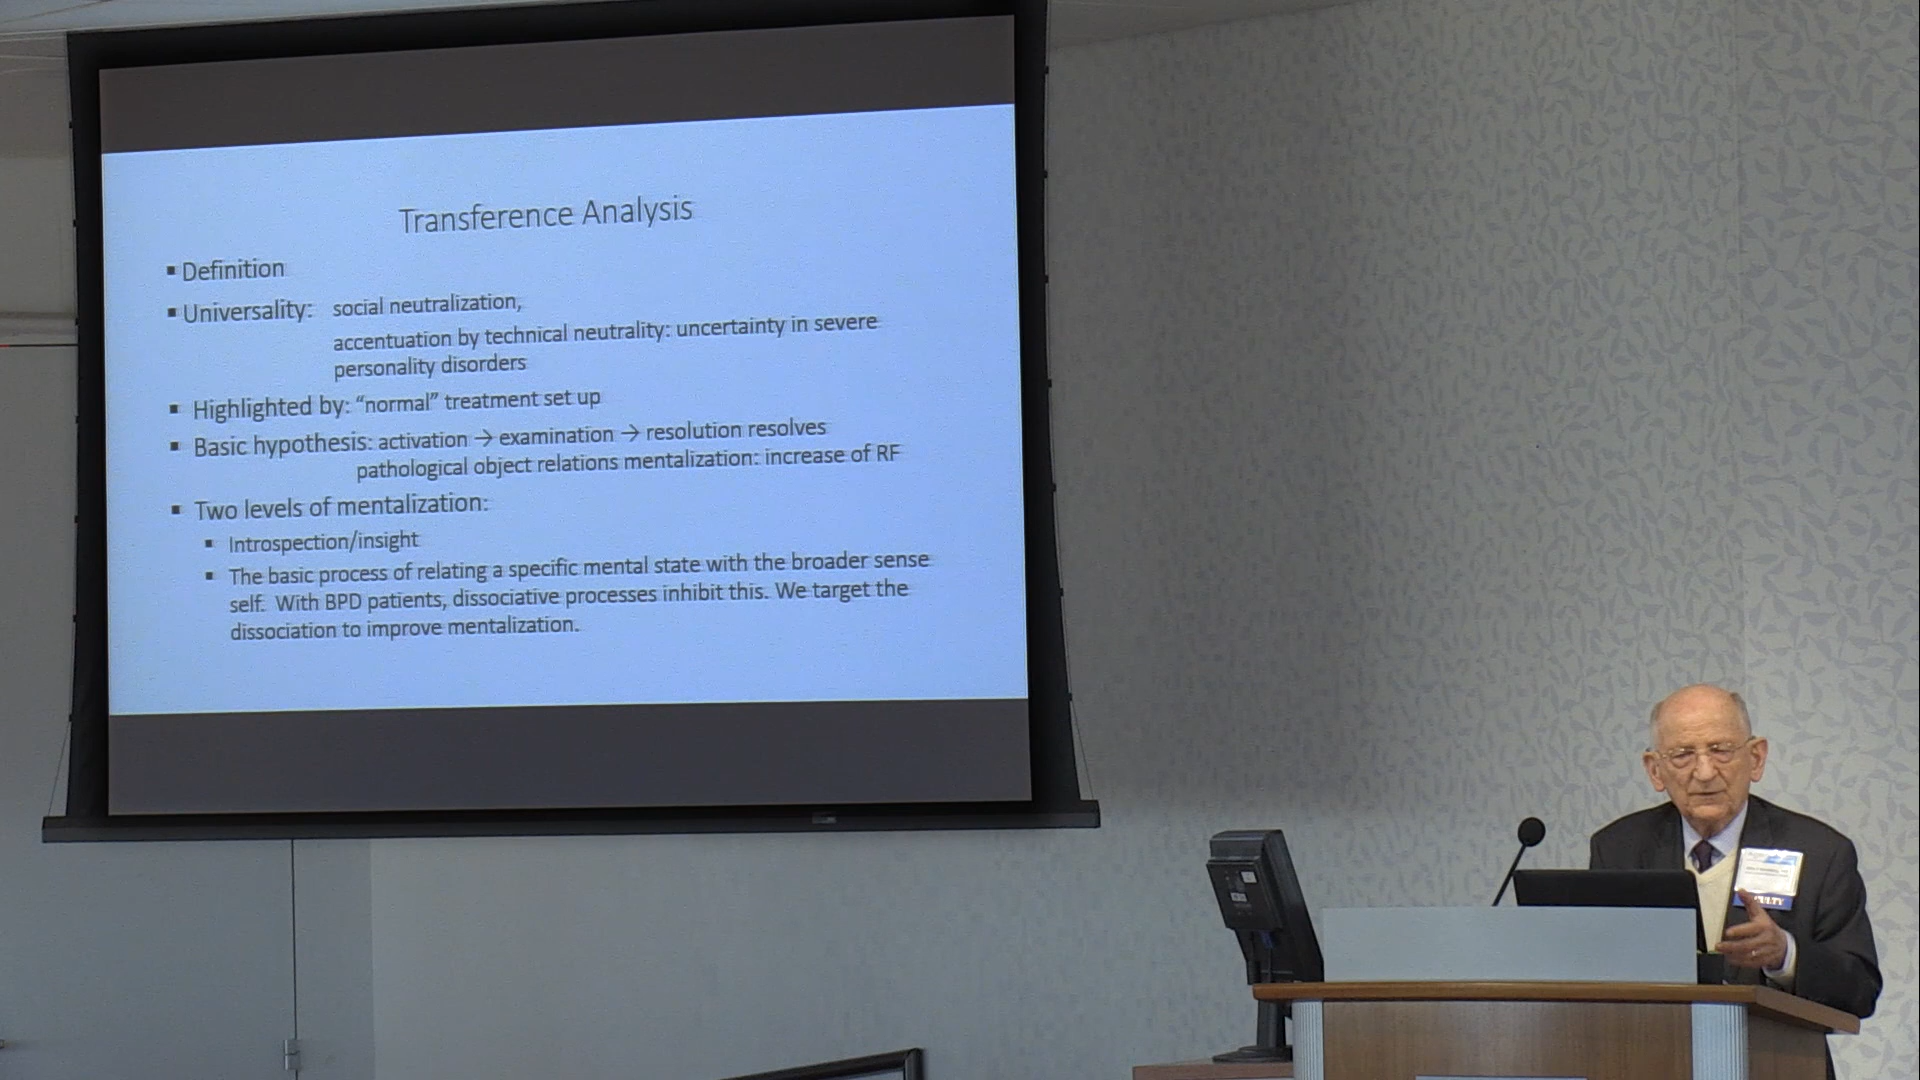 Transference Analysis
▪ Definition
▪ Universality: social neutralization,
accentuation by technical neutrality: uncertainty in severe
personality disorders
▪ Highlighted by: “normal” treatment set up
▪ Basic hypothesis: activation → examination → resolution resolves
pathological object relations mentalization: increase of RF
▪ Two levels of mentalization:
▪ Introspection/insight
▪ The basic process of relating a specific mental state with the broader sense
self. With BPD patients, dissociative processes inhibit this. We target the
dissociation to improve mentalization.